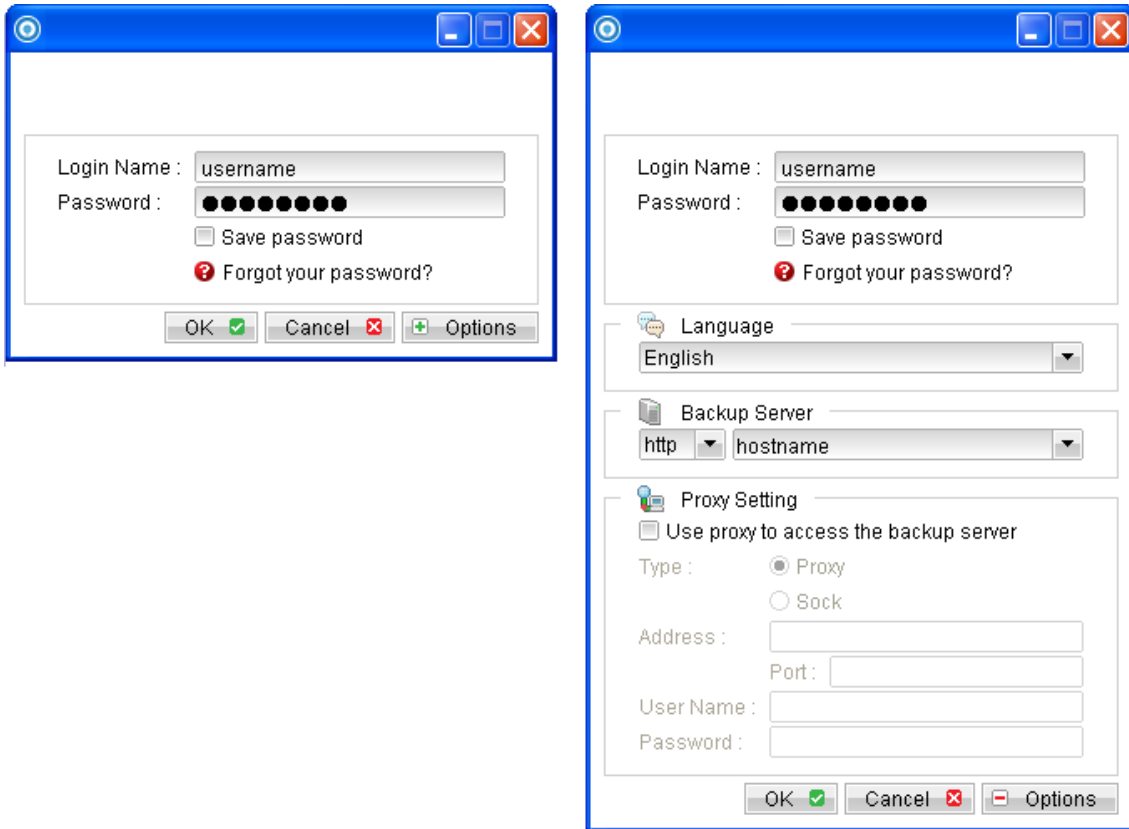 Login Name : username
Password : ●●●●●●●●
Save password
Forgot your password?
OK Cancel Options
Login Name : username
Password : ●●●●●●●●
Save password
Forgot your password?
Language
English
Backup Server
http hostname
Proxy Setting
Use proxy to access the backup server
Type : Proxy
Sock
Address :
Port :
User Name :
Password :
OK Cancel Options